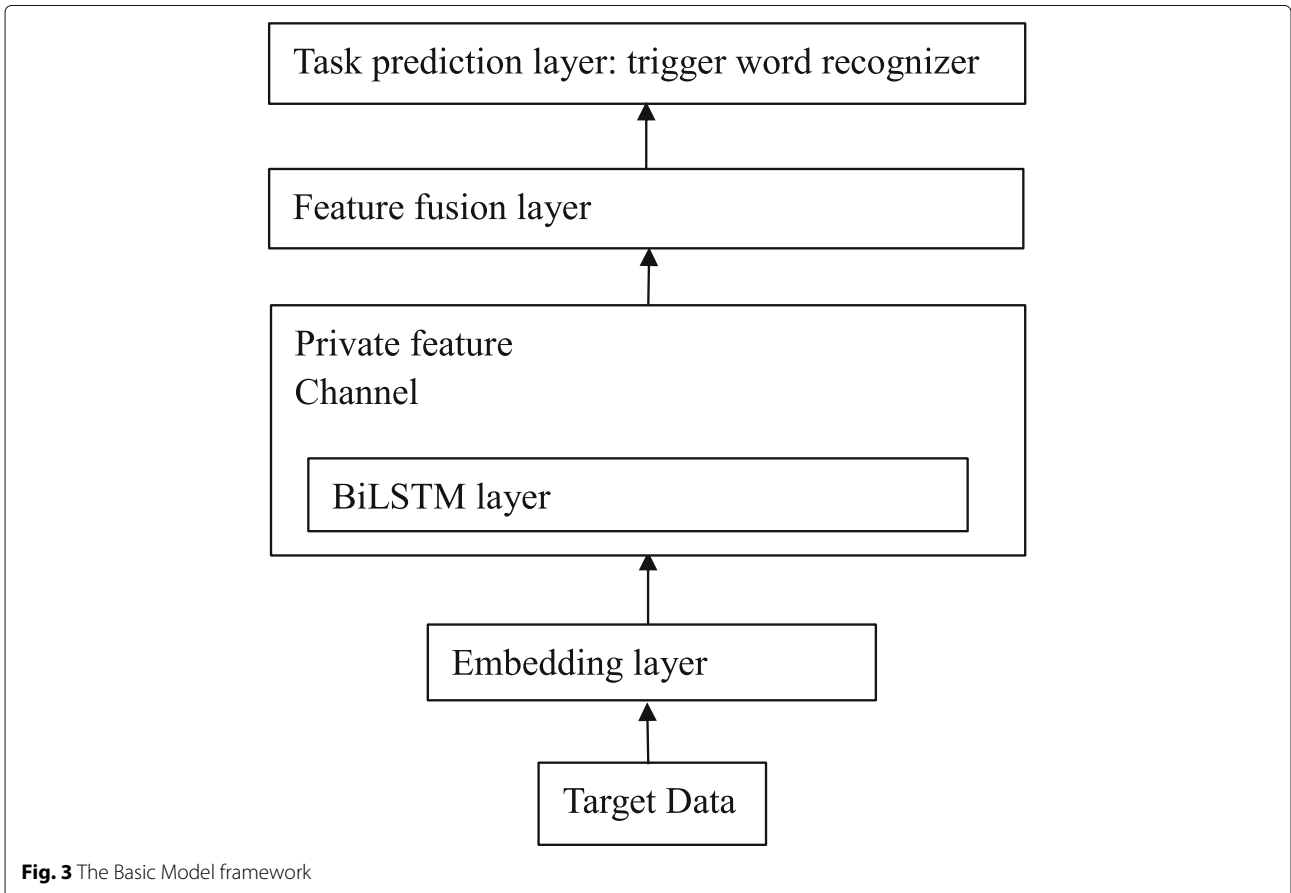 Task prediction layer: trigger word recognizer
Feature fusion layer
Private feature
Channel
BiLSTM layer
Embedding layer
Target Data
Fig. 3 The Basic Model framework